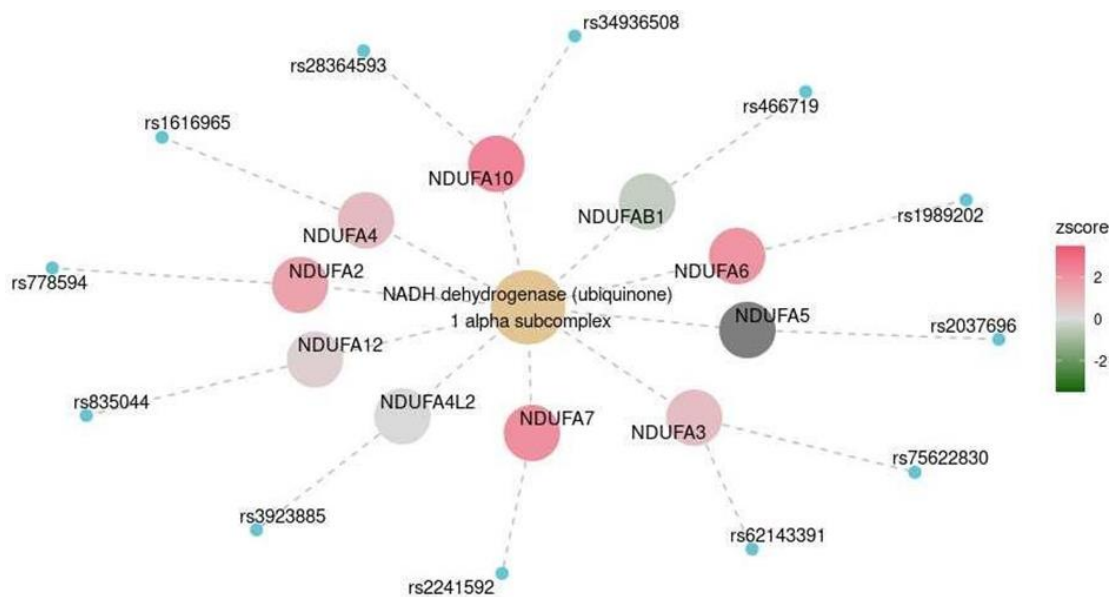 rs34936508
rs28364593
rs466719
rs1616965
NDUFA10
rs1989202
NDUFAB1
zscore
NDUFA4
NDUFA2
NDUFA6
2
rs778594
NADH dehydrogenase (ubiquinone)
1 alpha subcomplex
NDUFA5
0
rs2037696
NDUFA12
-2
rs835044
NDUFA4L2
NDUFA7
NDUFA3
rs75622830
rs3923885
rs62143391
rs2241592